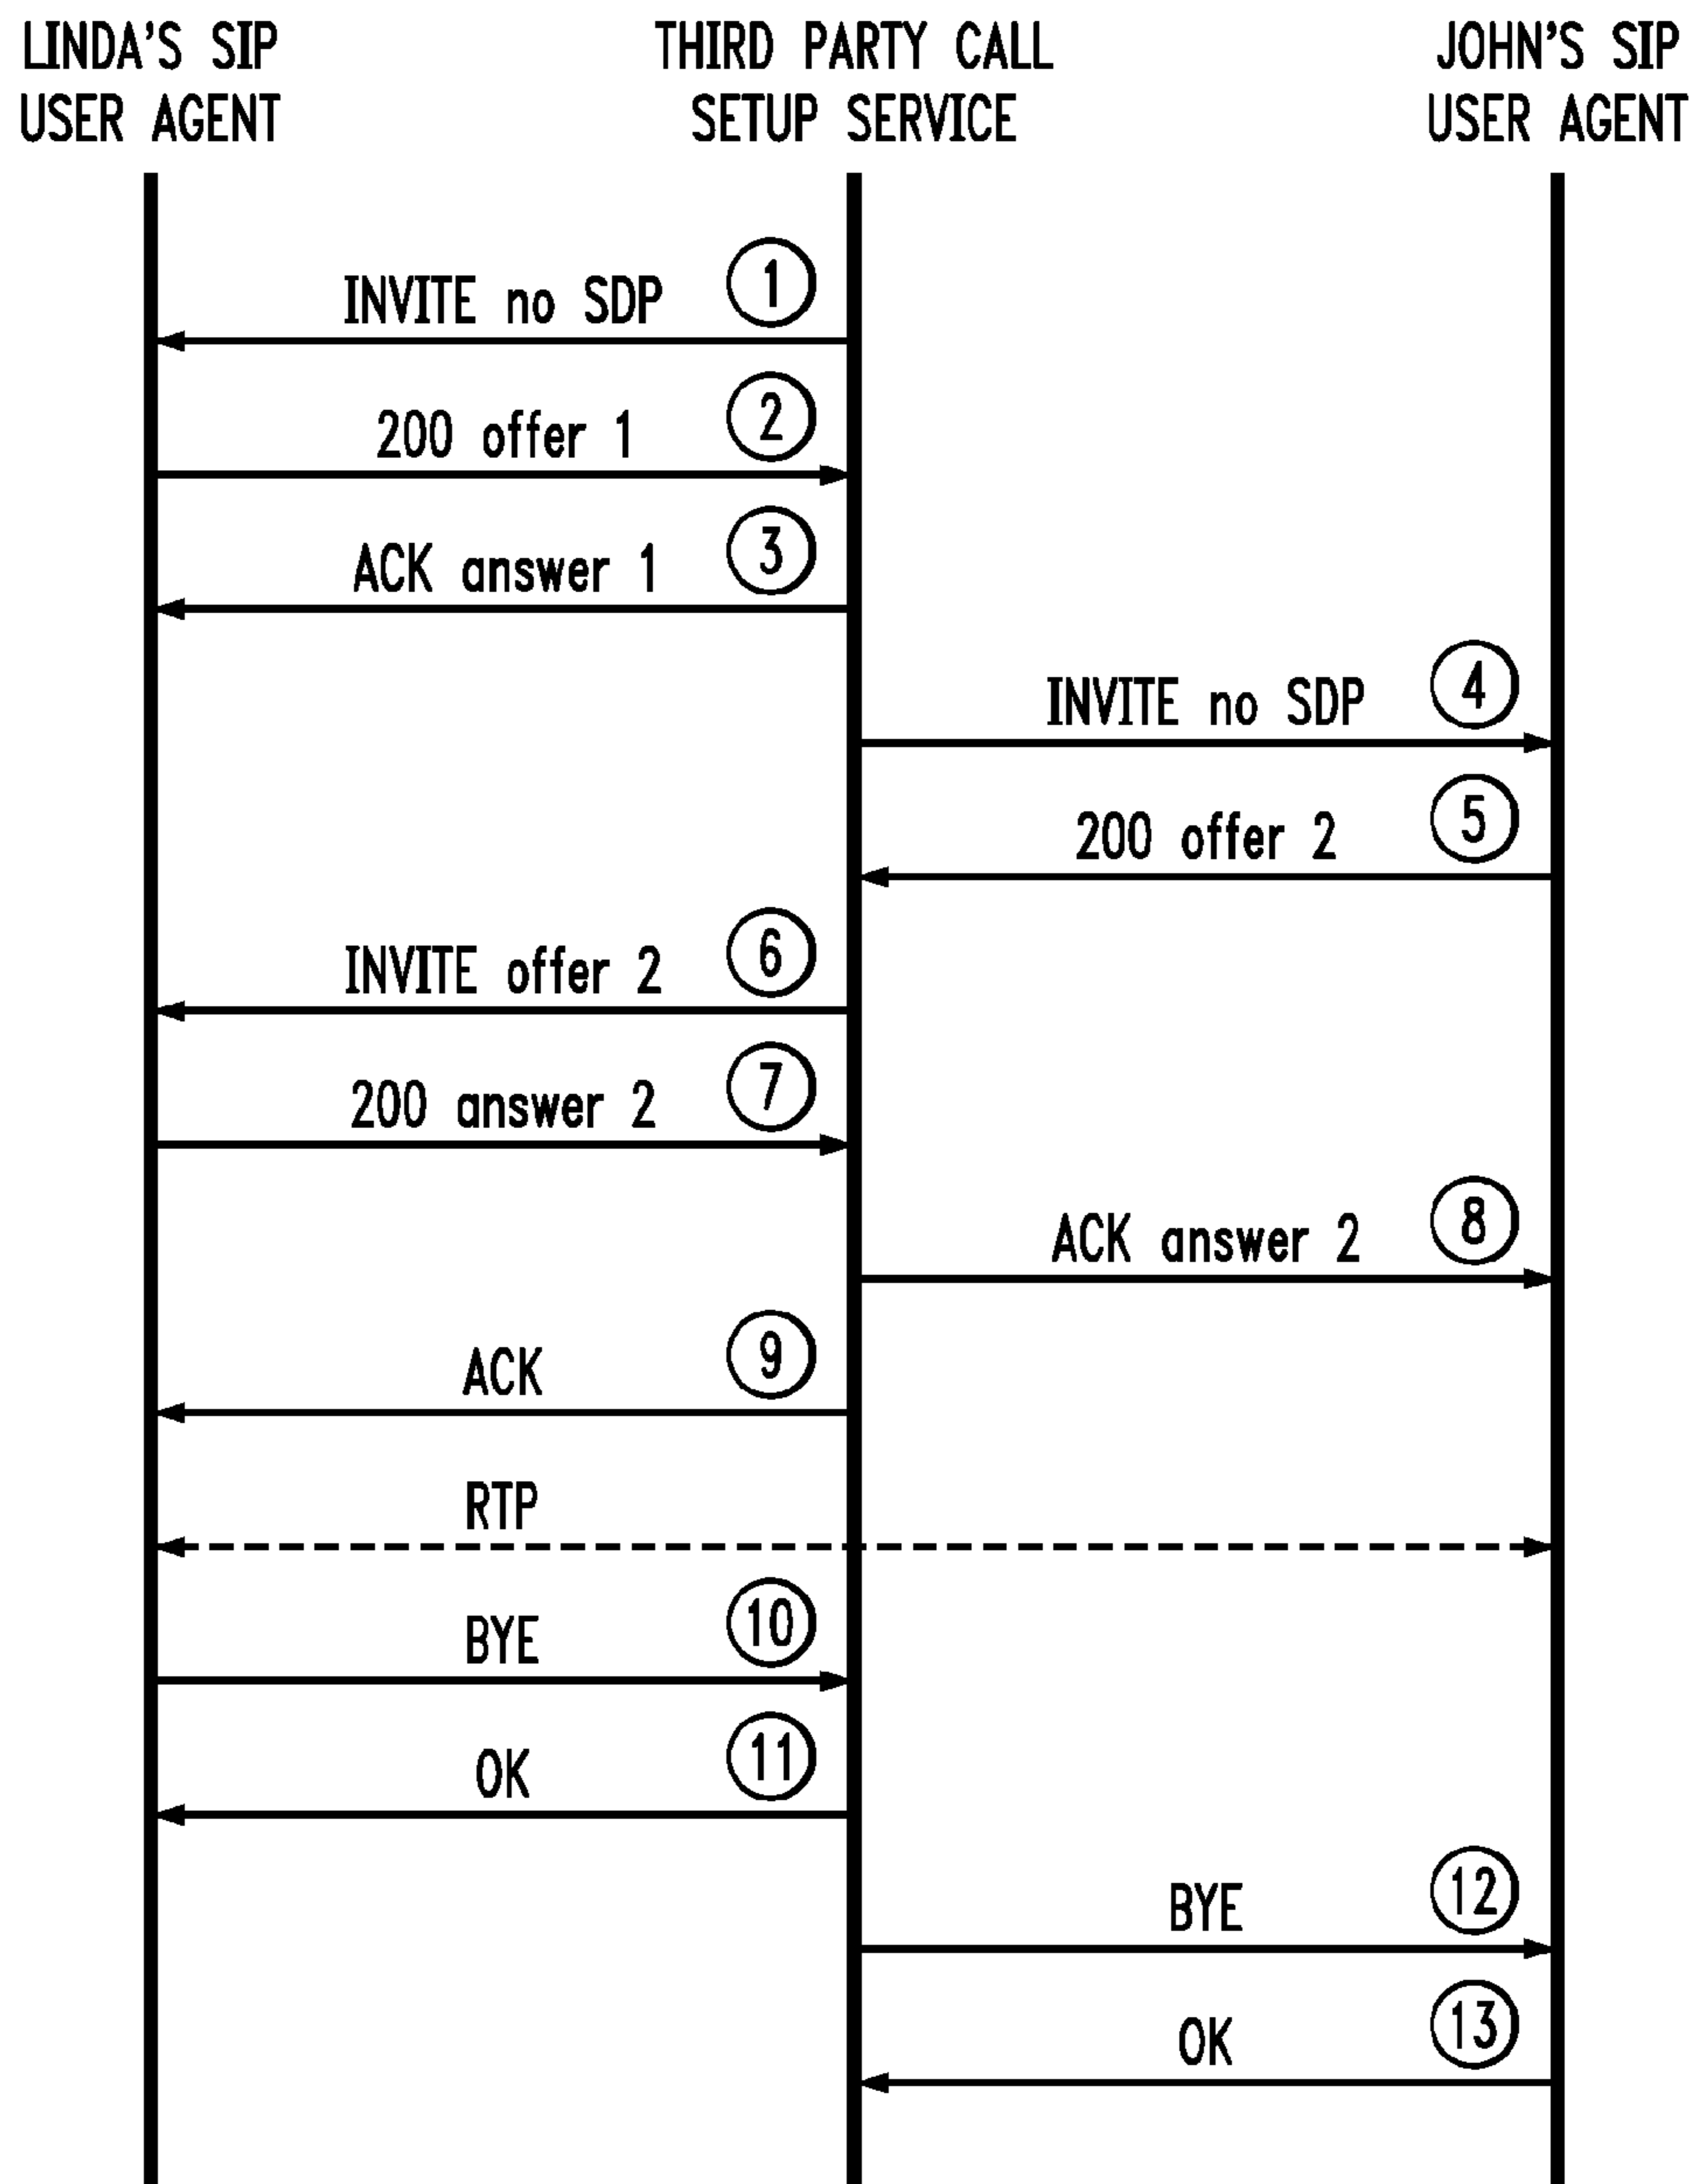 LINDA'S SIP
USER AGENT
THIRD PARTY CALL
SETUP SERVICE
JOHN'S SIP
USER AGENT
INVITE no SDP 1
200 offer 1 2
ACK answer 1 3
INVITE no SDP 4
200 offer 2 5
INVITE offer 2 6
200 answer 2 7
ACK answer 2 8
ACK 9
RTP
BYE 10
OK 11
BYE 12
OK 13